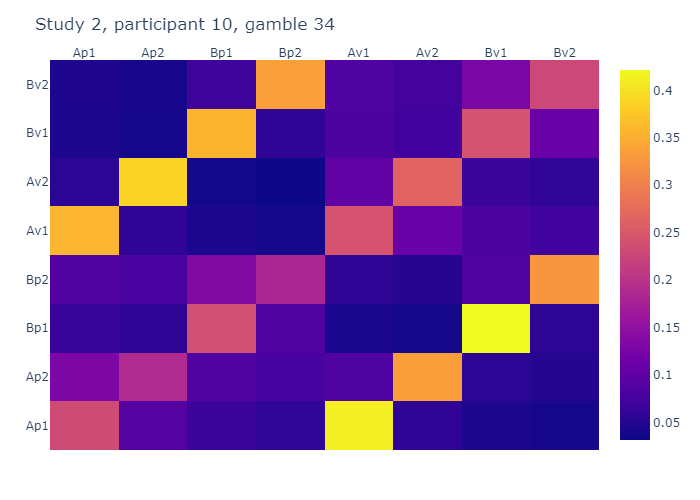 Study 2, participant 10, gamble 34
Ap1 Ap2 Bp1 Bp2 Av1 Av2 Bv1 Bv2
Bv2
Bv1
Av2
Av1
Bp2
Bp1
Ap2
Ap1
0.4
0.35
0.3
0.25
0.2
0.15
0.1
0.05